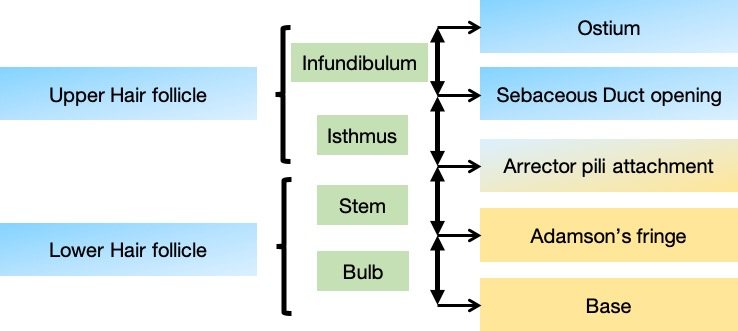 Ostium
Infundibulum
Upper Hair follicle
Sebaceous Duct opening
Isthmus
Arrector pili attachment
Stem
Adamson’s fringe
Lower Hair follicle
Bulb
Base